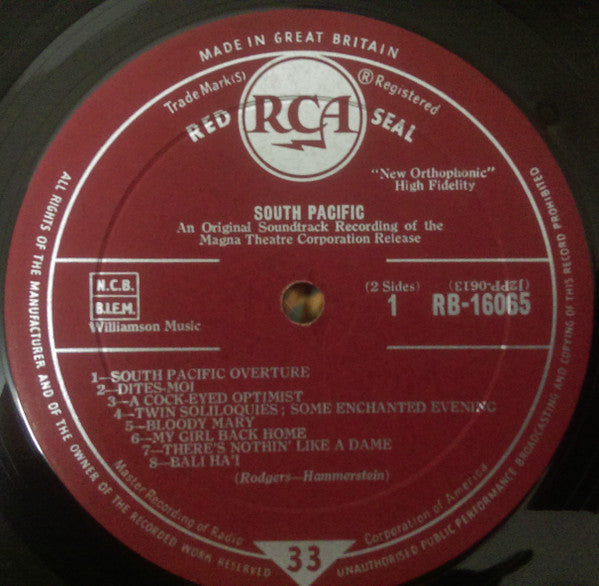 MADE IN GREAT BRITAIN
Trade Mark(S) ® Registered
RED RCA SEAL
"New Orthophonic"
High Fidelity
SOUTH PACIFIC
An Original Soundtrack Recording of the
Magna Theatre Corporation Release
N.C.B.
B.I.E.M.
Williamson Music
(2 Sides) (J2PP-0613)
1 RB-16065
1—SOUTH PACIFIC OVERTURE
2—DITES-MOI
3—A COCK-EYED OPTIMIST
4—TWIN SOLILOQUIES ; SOME ENCHANTED EVENING
5—BLOODY MARY
6—MY GIRL BACK HOME
7—THERE'S NOTHIN' LIKE A DAME
8—BALI HA'I
(Rodgers—Hammerstein)
Master Recording of Radio Corporation of America
33
ALL RIGHTS OF THE MANUFACTURER AND OF THE OWNER OF THE RECORDED WORK RESERVED
UNAUTHORISED PUBLIC PERFORMANCE BROADCASTING AND COPYING OF THIS RECORD PROHIBITED